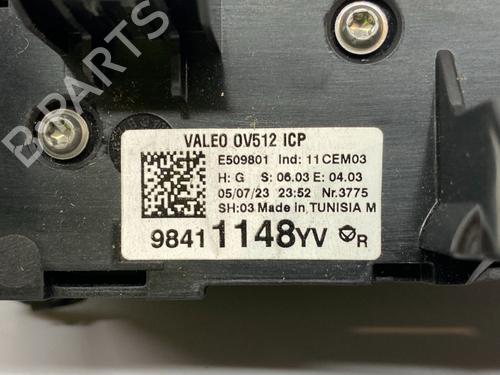 B-PARTS
VALEO OV512 ICP
E509801 Ind: 11CEM03
H: G S: 06.03 E: 04.03
05/07/23 23:52 Nr.3775
SH:03 Made in TUNISIA M
98411148YV R